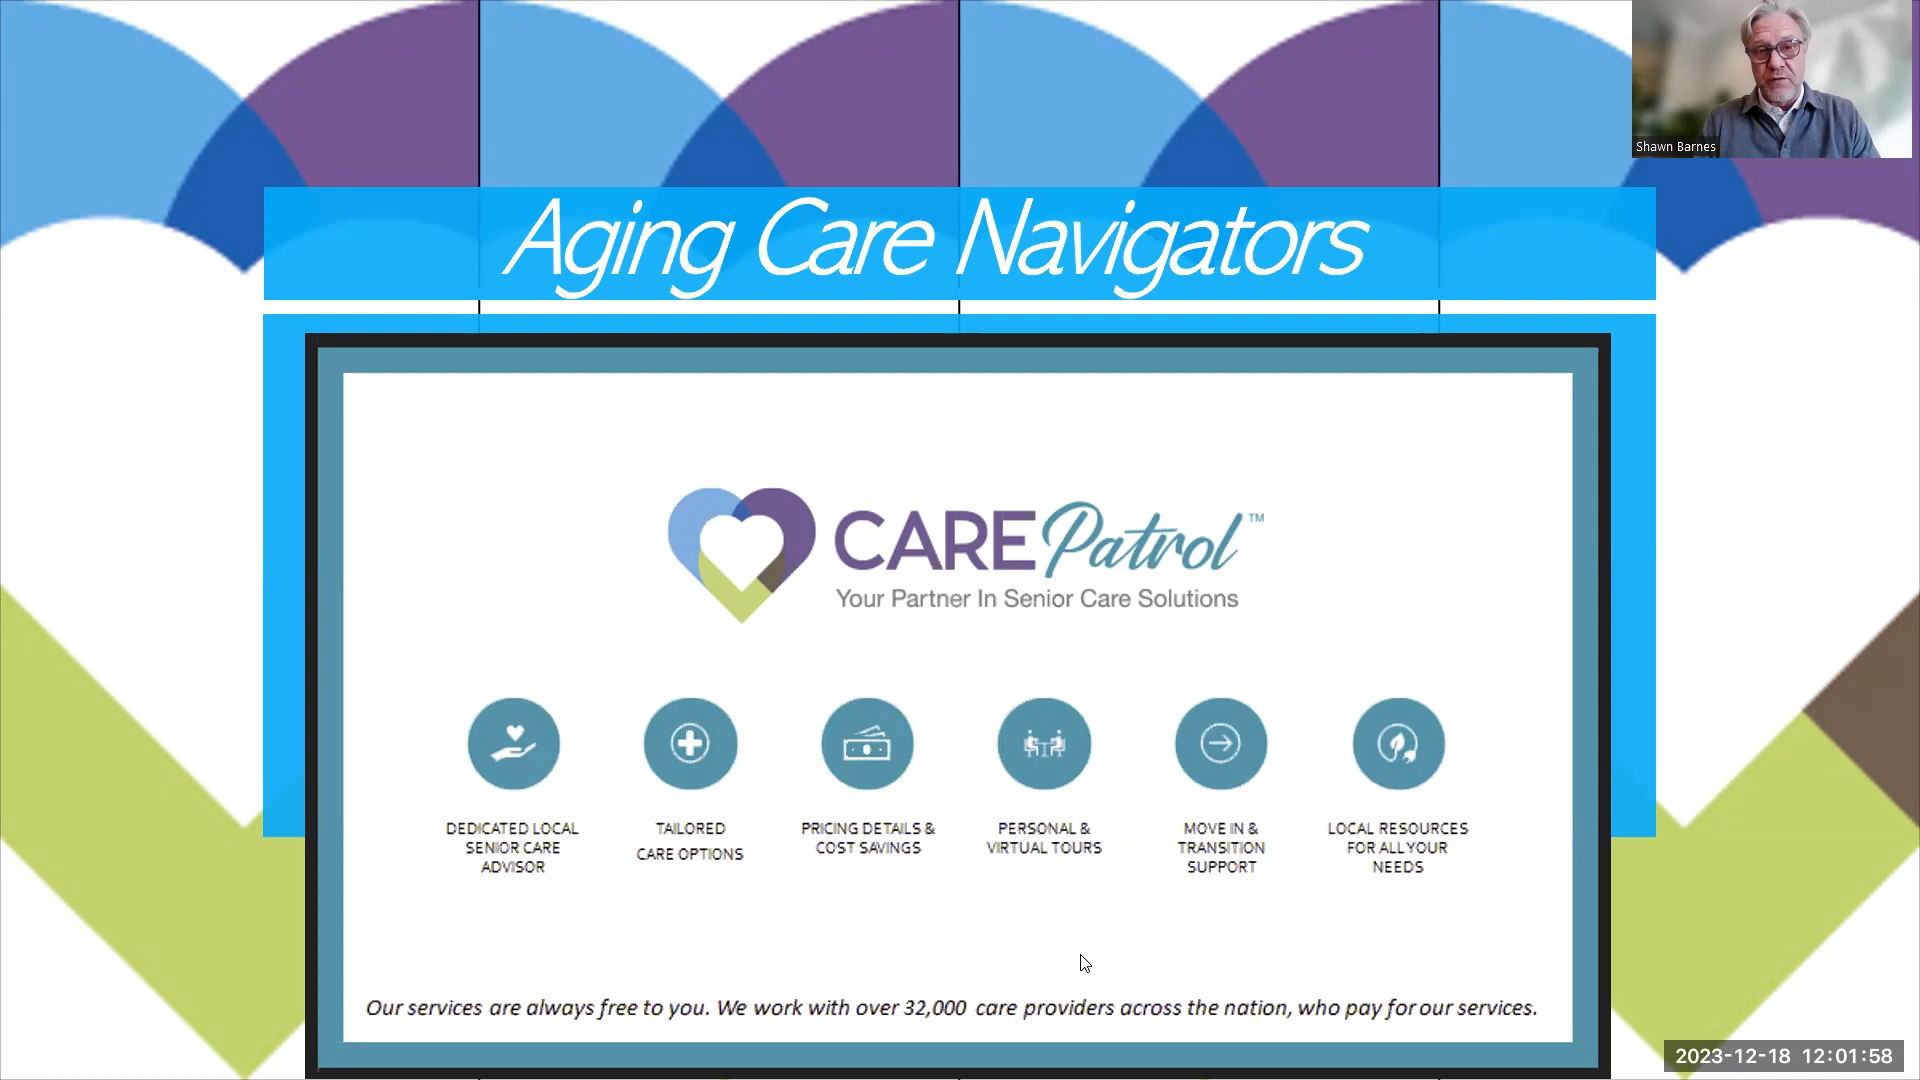 Shawn Barnes
Aging Care Navigators
CAREPatrol™
Your Partner In Senior Care Solutions
DEDICATED LOCAL
SENIOR CARE
ADVISOR
TAILORED
CARE OPTIONS
PRICING DETAILS &
COST SAVINGS
PERSONAL &
VIRTUAL TOURS
MOVE IN &
TRANSITION
SUPPORT
LOCAL RESOURCES
FOR ALL YOUR
NEEDS
Our services are always free to you. We work with over 32,000 care providers across the nation, who pay for our services.
2023-12-18 12:01:58